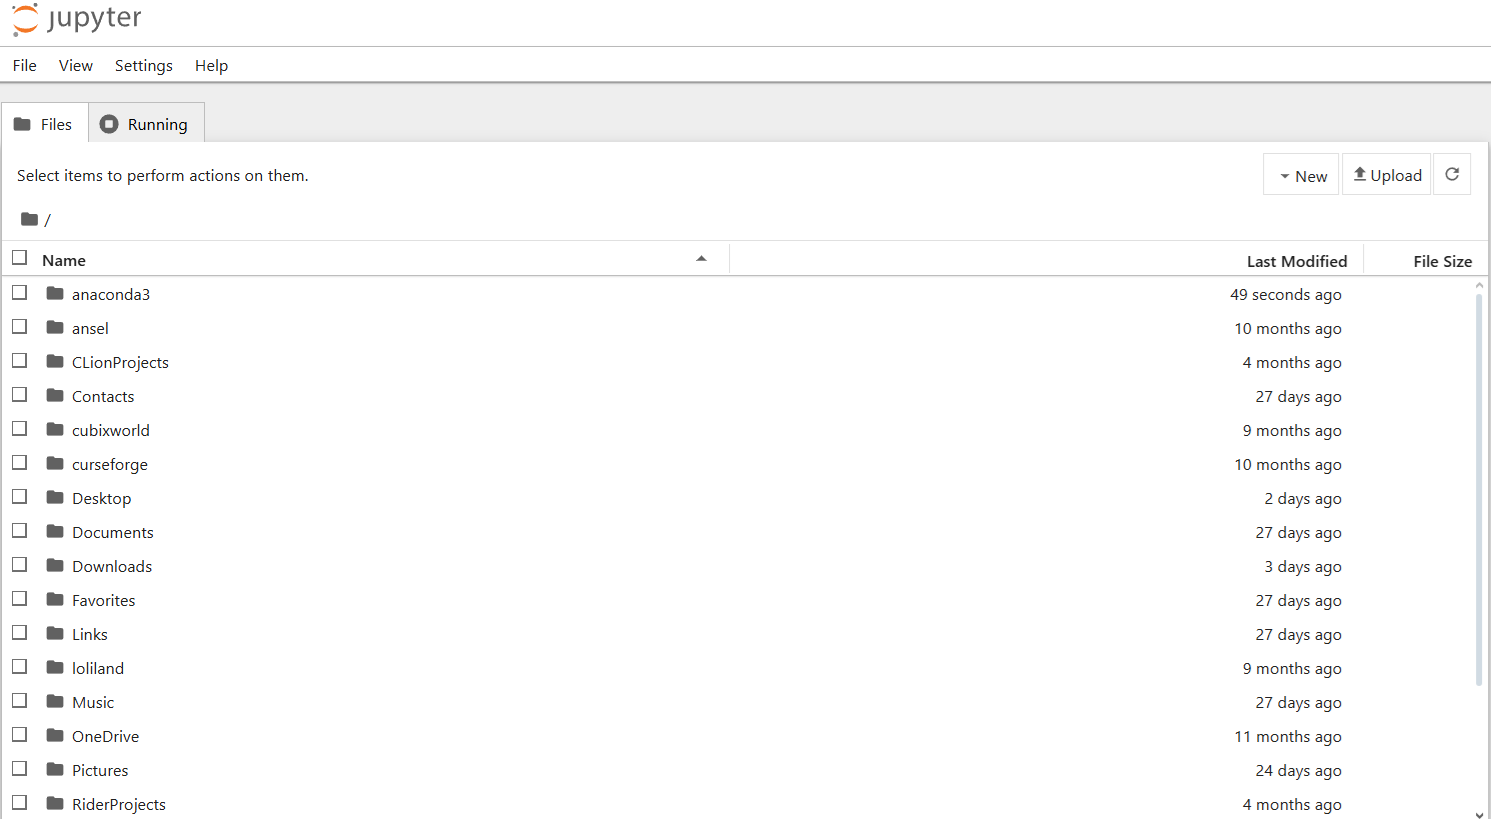 jupyter
File View Settings Help
Files Running
Select items to perform actions on them.
New Upload
/
Name Last Modified File Size
anaconda3 49 seconds ago
ansel 10 months ago
CLionProjects 4 months ago
Contacts 27 days ago
cubixworld 9 months ago
curseforge 10 months ago
Desktop 2 days ago
Documents 27 days ago
Downloads 3 days ago
Favorites 27 days ago
Links 27 days ago
loliland 9 months ago
Music 27 days ago
OneDrive 11 months ago
Pictures 24 days ago
RiderProjects 4 months ago